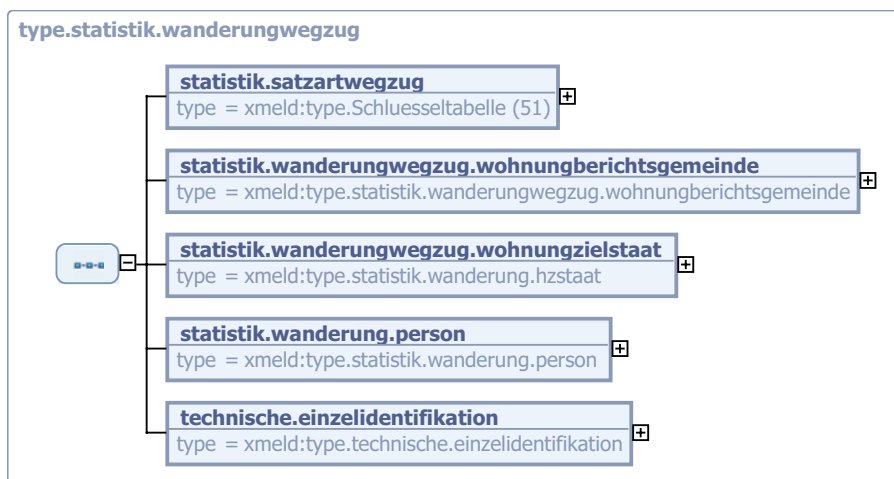 type.statistik.wanderungwegzug
statistik.satzartwegzug
type = xmeld:type.Schluesseltabelle (51)
statistik.wanderungwegzug.wohnungberichtsgemeinde
type = xmeld:type.statistik.wanderungwegzug.wohnungberichtsgemeinde
statistik.wanderungwegzug.wohnungzielstaat
type = xmeld:type.statistik.wanderung.hzstaat
statistik.wanderung.person
type = xmeld:type.statistik.wanderung.person
technische.einzelidentifikation
type = xmeld:type.technische.einzelidentifikation